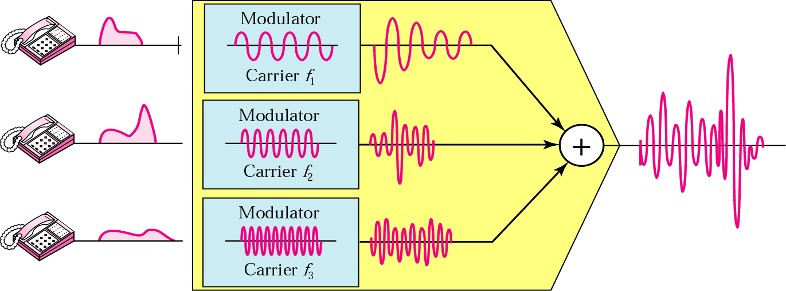 Modulator
Carrier f1
Modulator
Carrier f2
Modulator
Carrier f3
+